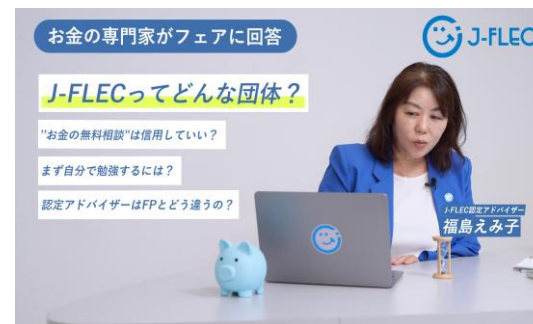 お金の専門家がフェアに回答
J-FLEC
J-FLECってどんな団体？
"お金の無料相談"は信用していい？
まず自分で勉強するには？
認定アドバイザーはFPとどう違うの？
J-FLEC認定アドバイザー
福島えみ子